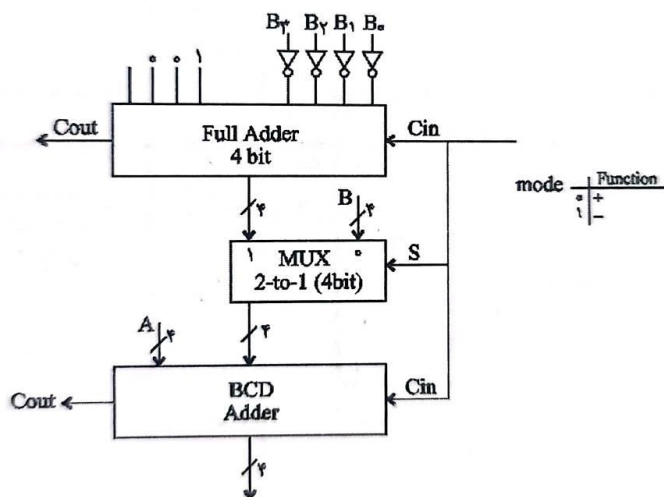 B۳ B۲ B۱ B۰
۰ ۰ ۱
Cout
Full Adder
4 bit
Cin
mode Function
۰ +
۱ −
۴
B
۴
۱ MUX ۰
2-to-1 (4bit)
S
A
۴
۴
Cout
BCD
Adder
Cin
۴